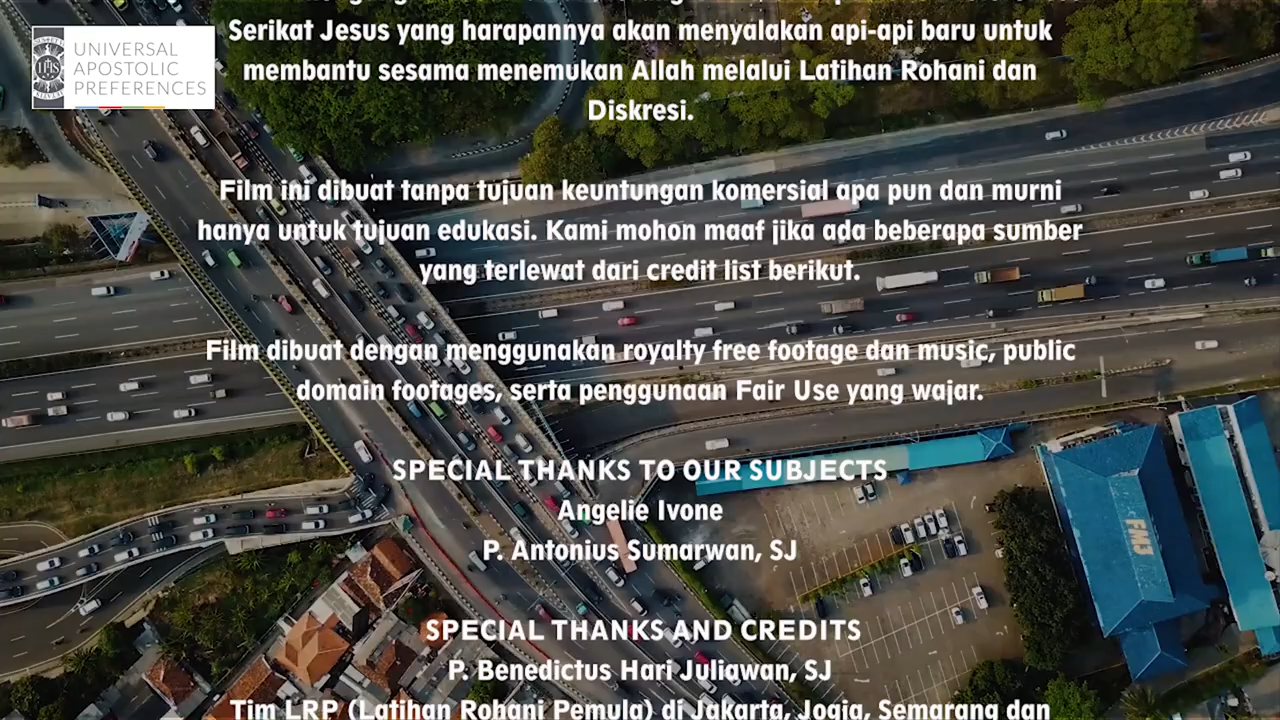 UNIVERSAL
APOSTOLIC
PREFERENCES
Serikat Jesus yang harapannya akan menyalakan api-api baru untuk
membantu sesama menemukan Allah melalui Latihan Rohani dan
Diskresi.
Film ini dibuat tanpa tujuan keuntungan komersial apa pun dan murni
hanya untuk tujuan edukasi. Kami mohon maaf jika ada beberapa sumber
yang terlewat dari credit list berikut.
Film dibuat dengan menggunakan royalty free footage dan music, public
domain footages, serta penggunaan Fair Use yang wajar.
SPECIAL THANKS TO OUR SUBJECTS
Angelie Ivone
P. Antonius Sumarwan, SJ
FM3
SPECIAL THANKS AND CREDITS
P. Benedictus Hari Juliawan, SJ
Tim LRP (Latihan Rohani Pemula) di Jakarta, Jogja, Semarang dan